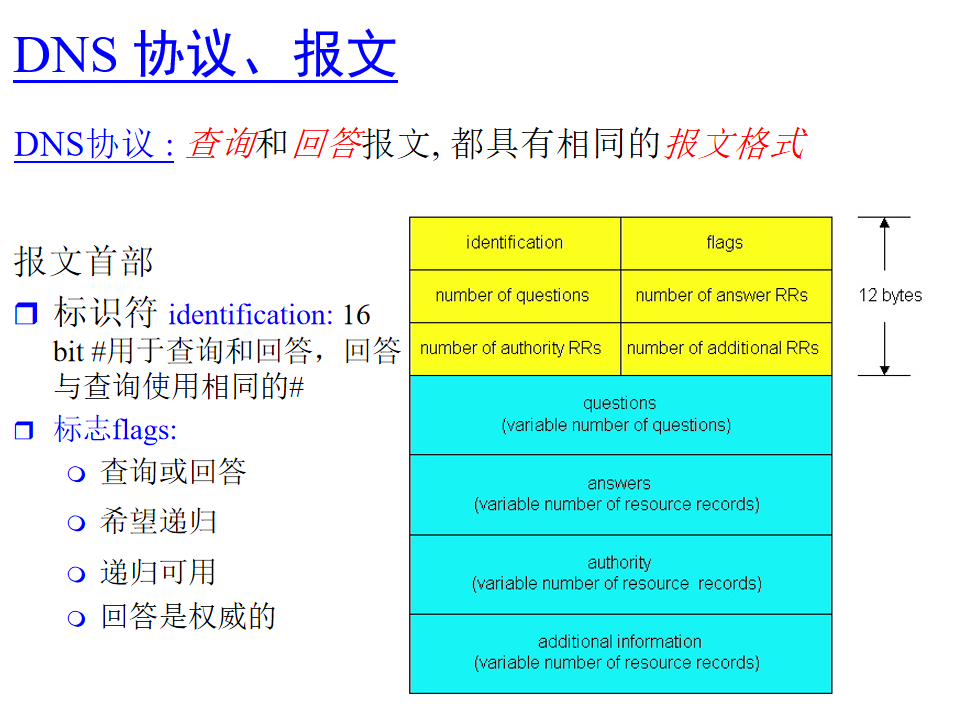 DNS 协议、报文
DNS协议 : 查询和回答报文, 都具有相同的报文格式
报文首部
标识符 identification: 16
bit #用于查询和回答，回答
与查询使用相同的#
标志flags:
查询或回答
希望递归
递归可用
回答是权威的
identification flags
number of questions number of answer RRs
number of authority RRs number of additional RRs
12 bytes
questions
(variable number of questions)
answers
(variable number of resource records)
authority
(variable number of resource records)
additional information
(variable number of resource records)